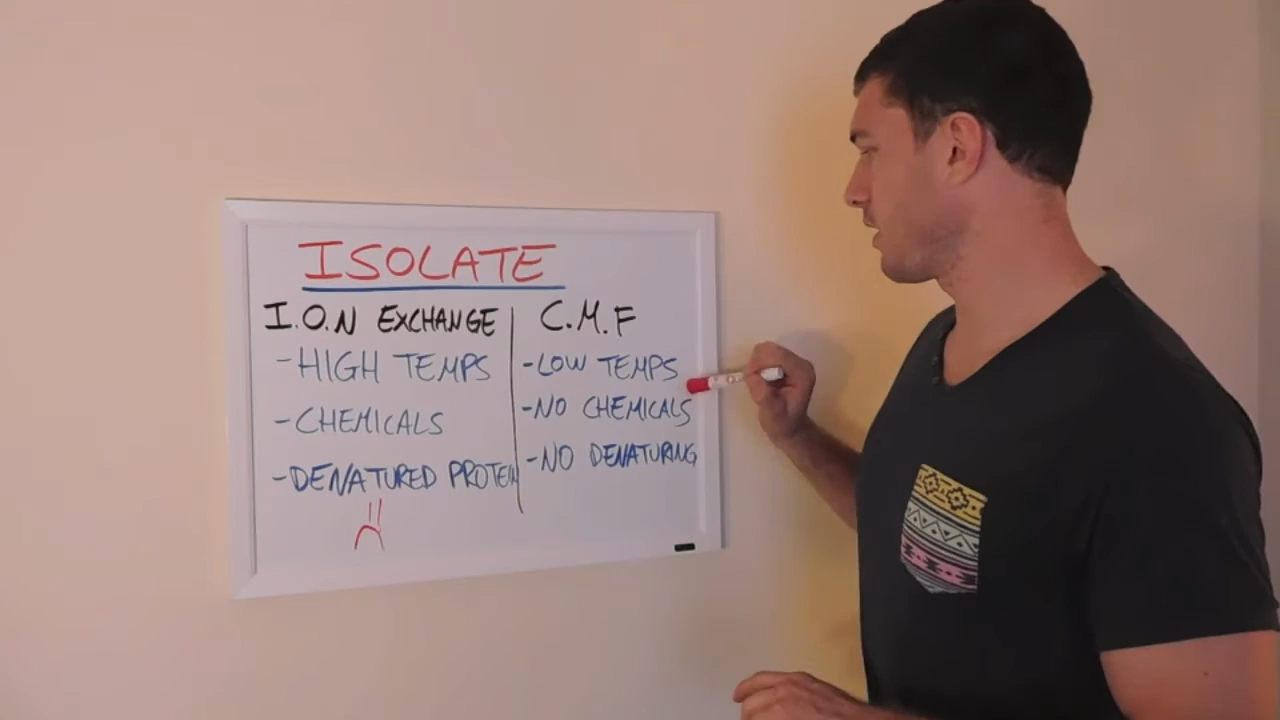 ISOLATE
I.O.N EXCHANGE
-HIGH TEMPS
-CHEMICALS
-DENATURED PROTEIN
C.M.F
-LOW TEMPS
-NO CHEMICALS
-NO DENATURING